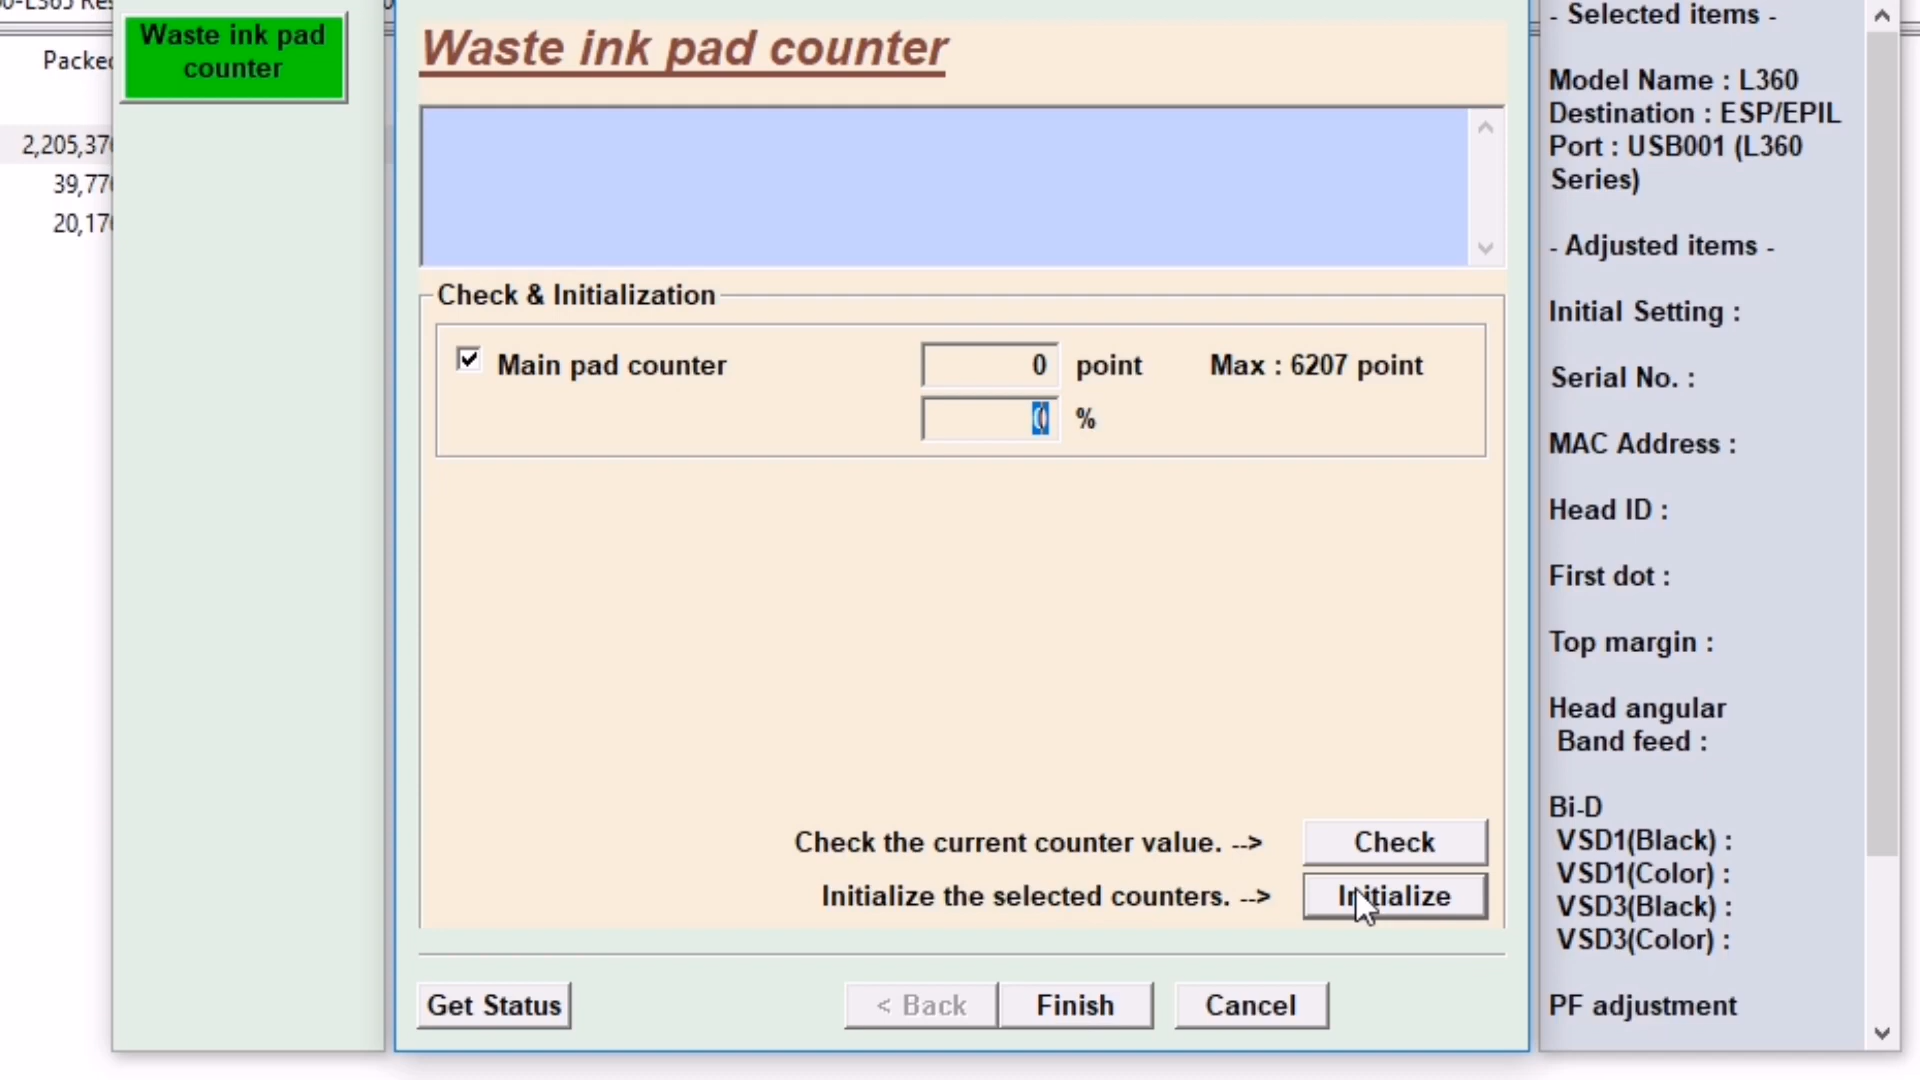 Waste ink pad
counter
Packed
2,205,37
39,77
20,17
Waste ink pad counter
Check & Initialization
Main pad counter
0 point
Max : 6207 point
0 %
Check the current counter value. -->
Check
Initialize the selected counters. -->
Initialize
Get Status
< Back
Finish
Cancel
- Selected items -
Model Name : L360
Destination : ESP/EPIL
Port : USB001 (L360
Series)
- Adjusted items -
Initial Setting :
Serial No. :
MAC Address :
Head ID :
First dot :
Top margin :
Head angular
Band feed :
Bi-D
VSD1(Black) :
VSD1(Color) :
VSD3(Black) :
VSD3(Color) :
PF adjustment